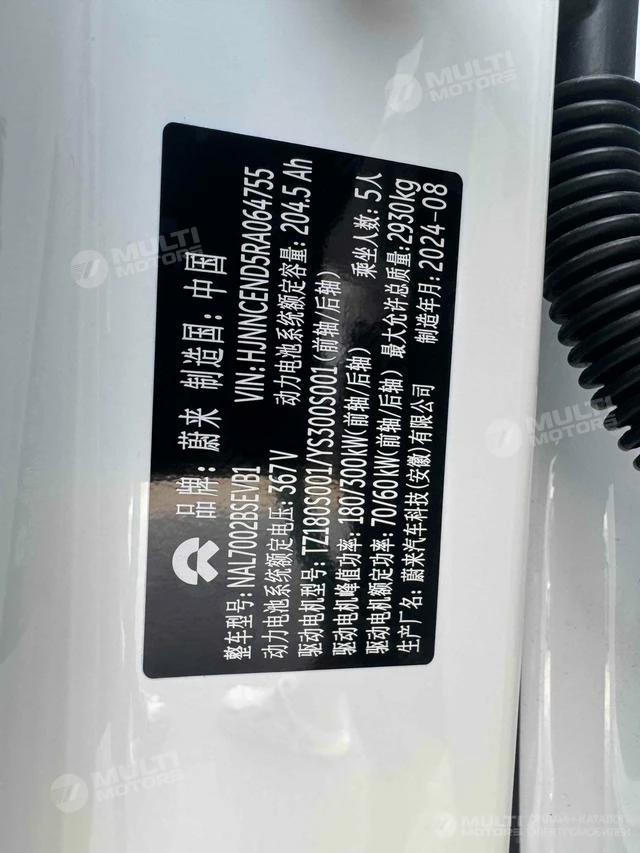 品牌: 蔚来 制造国: 中国
整车型号: NAL7002BSEVB1 VIN: HJNNCEND5RA064755
动力电池系统额定电压: 367V 动力电池系统额定容量: 204.5 Ah
驱动电机型号: TZ180S001/YS300S001(前轴/后轴)
驱动电机峰值功率: 180/300kW(前轴/后轴) 乘坐人数: 5人
驱动电机额定功率: 70/60kW(前轴/后轴) 最大允许总质量: 2930kg
生产厂名: 蔚来汽车科技(安徽)有限公司 制造年月: 2024-08
MULTI
MOTORS
MULTI
MOTORS
MULTI
MOTORS
MULTI
MOTORS
MULTI
MOTORS
ОНЛАЙН-КАТАЛОГ
ЭЛЕКТРОМОБИЛЕЙ